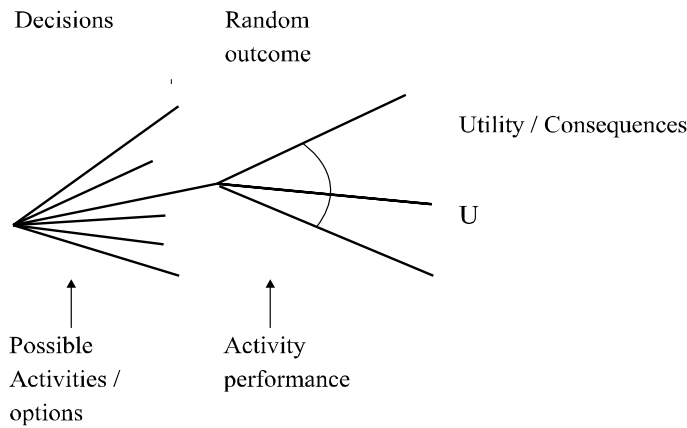 Decisions
Random
outcome
Utility / Consequences
U
Possible
Activities /
options
Activity
performance